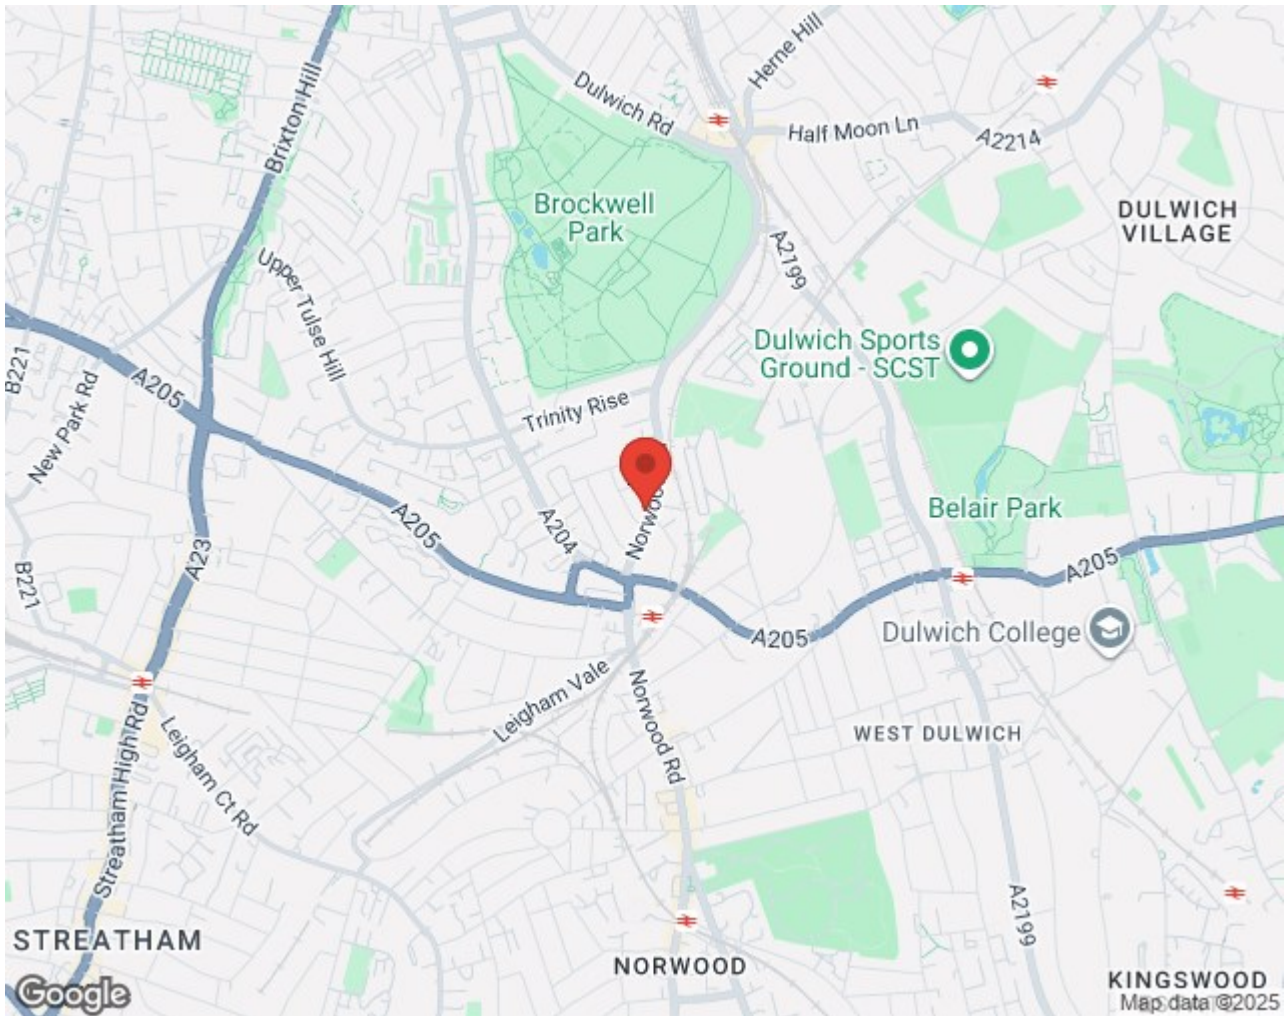 Herne Hill
Brixton Hill
Dulwich Rd
Half Moon Ln
A2214
Brockwell
Park
DULWICH
VILLAGE
Upper Tulse Hill
A2199
Dulwich Sports
Ground - SCST
B221
A205
New Park Rd
Trinity Rise
Norwoo
Belair Park
A205
A204
A23
A205
B221
A205
Dulwich College
Leigham Vale
Norwood Rd
WEST DULWICH
Streatham High Rd
Leigham Ct Rd
A2199
STREATHAM
NORWOOD
KINGSWOOD
Google
Map data ©2025